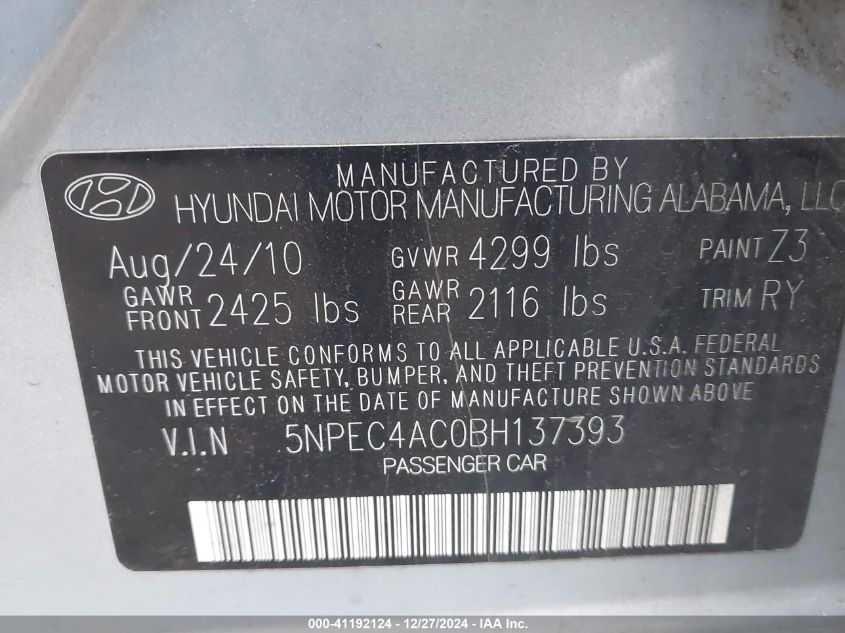 MANUFACTURED BY
HYUNDAI MOTOR MANUFACTURING ALABAMA, LLC
Aug/24/10 GVWR 4299 lbs PAINT Z3
GAWR FRONT 2425 lbs GAWR REAR 2116 lbs TRIM RY
THIS VEHICLE CONFORMS TO ALL APPLICABLE U.S.A. FEDERAL
MOTOR VEHICLE SAFETY, BUMPER, AND THEFT PREVENTION STANDARDS
IN EFFECT ON THE DATE OF MANUFACTURE SHOWN ABOVE
V.I.N 5NPEC4AC0BH137393
PASSENGER CAR
000-41192124 - 12/27/2024 - IAA Inc.